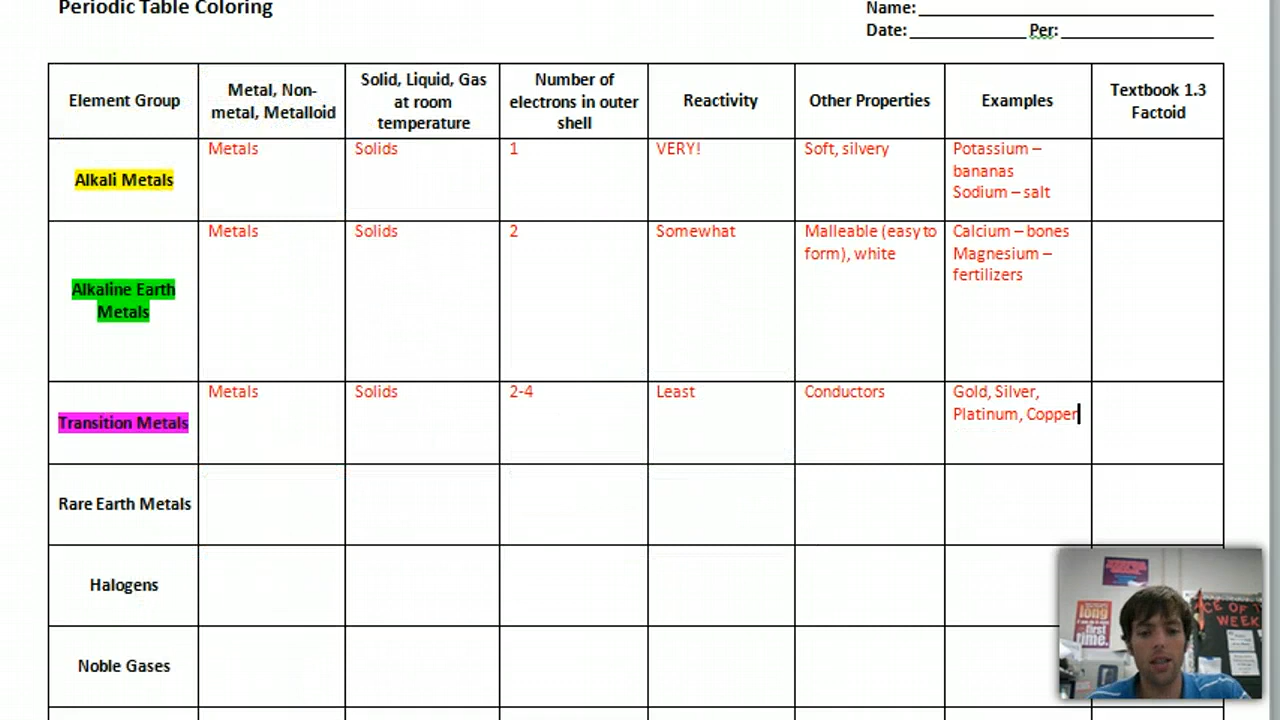 Periodic Table Coloring
Name:
Date: Per:
Element Group
Metal, Non-
metal, Metalloid
Solid, Liquid, Gas
at room
temperature
Number of
electrons in outer
shell
Reactivity
Other Properties
Examples
Textbook 1.3
Factoid
Alkali Metals
Metals
Solids
1
VERY!
Soft, silvery
Potassium –
bananas
Sodium – salt
Alkaline Earth
Metals
Metals
Solids
2
Somewhat
Malleable (easy to
form), white
Calcium – bones
Magnesium –
fertilizers
Transition Metals
Metals
Solids
2-4
Least
Conductors
Gold, Silver,
Platinum, Copper
Rare Earth Metals
Halogens
Noble Gases
long
first
time.
WEEK